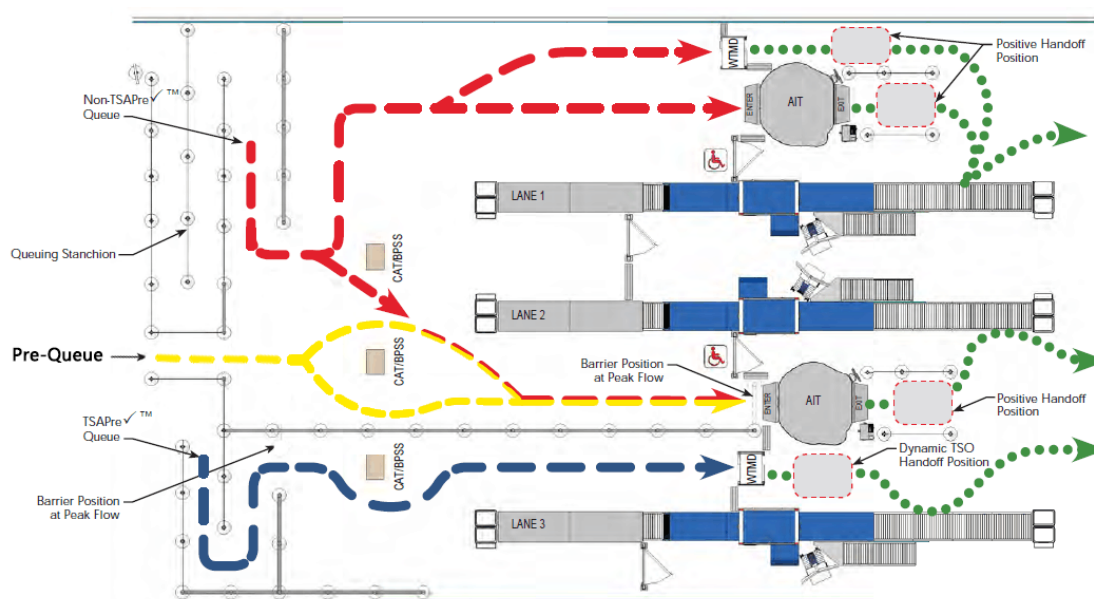 WTMD
Positive Handoff
Position
Non-TSAPre✓™
Queue
ENTER
AIT
EXIT
LANE 1
Queuing Stanchion
CAT/BPSS
LANE 2
Pre-Queue
CAT/BPSS
Barrier Position
at Peak Flow
ENTER
AIT
EXIT
Positive Handoff
Position
TSAPre✓™
Queue
Dynamic TSO
Handoff Position
CAT/BPSS
WTMD
Barrier Position
at Peak Flow
LANE 3